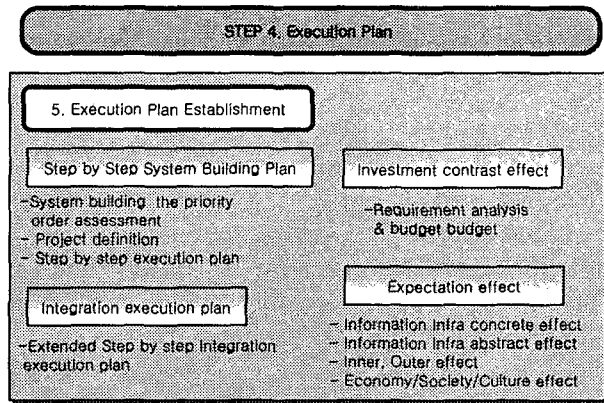 STEP 4. Execution Plan
5. Execution Plan Establishment
Step by Step System Building Plan
-System building the priority
order assessment
- Project definition
- Step by step execution plan
Integration execution plan
-Extended Step by step Integration
execution plan
Investment contrast effect
-Requirement analysis
& budget budget
Expectation effect
- Information Infra concrete effect
- Information Infra abstract effect
- Inner, Outer effect
- Economy/Society/Culture effect